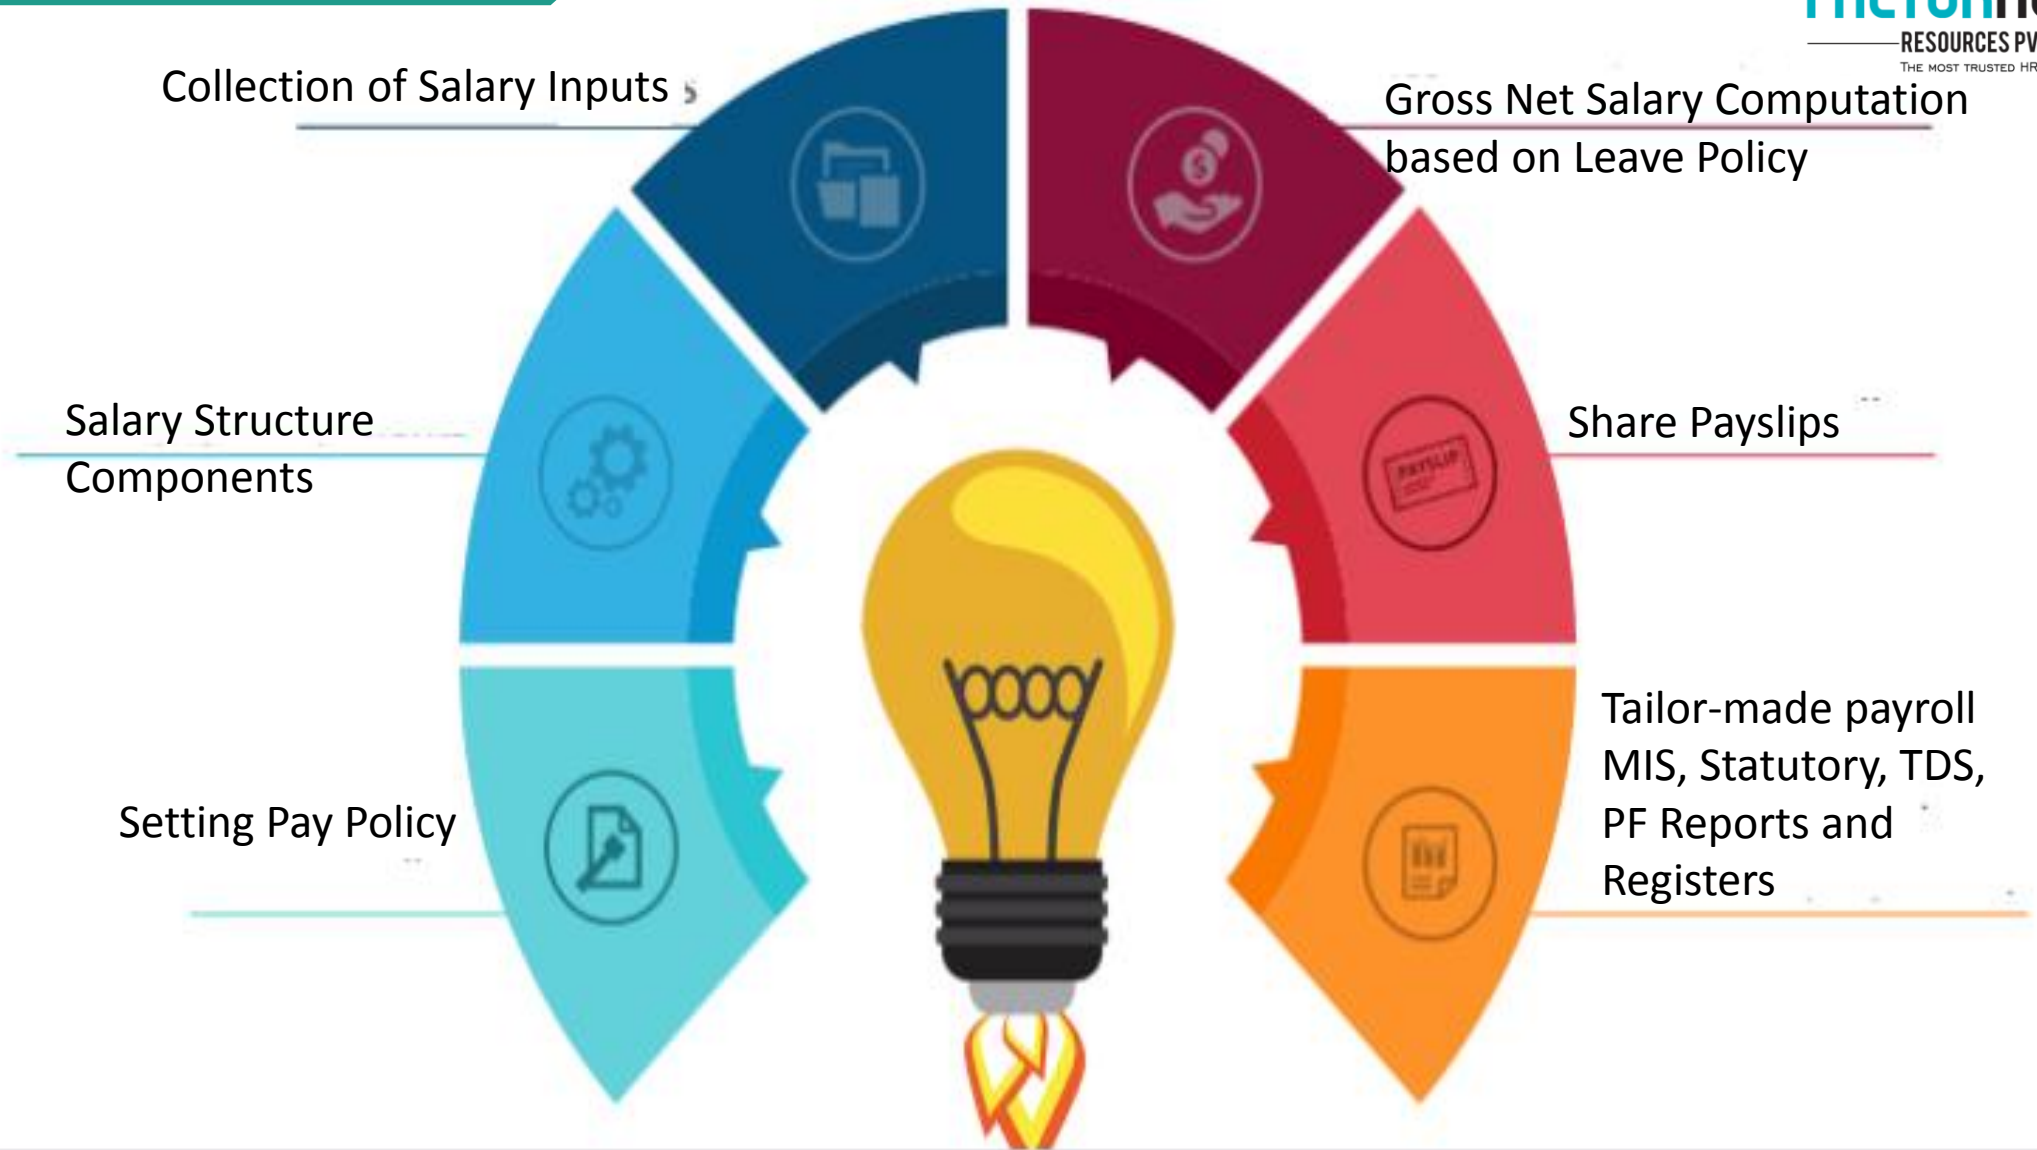 RESOURCES PV
THE MOST TRUSTED HR
Collection of Salary Inputs
Gross Net Salary Computation
based on Leave Policy
Salary Structure
Components
Share Payslips
PAYSLIP
Setting Pay Policy
Tailor-made payroll
MIS, Statutory, TDS,
PF Reports and
Registers